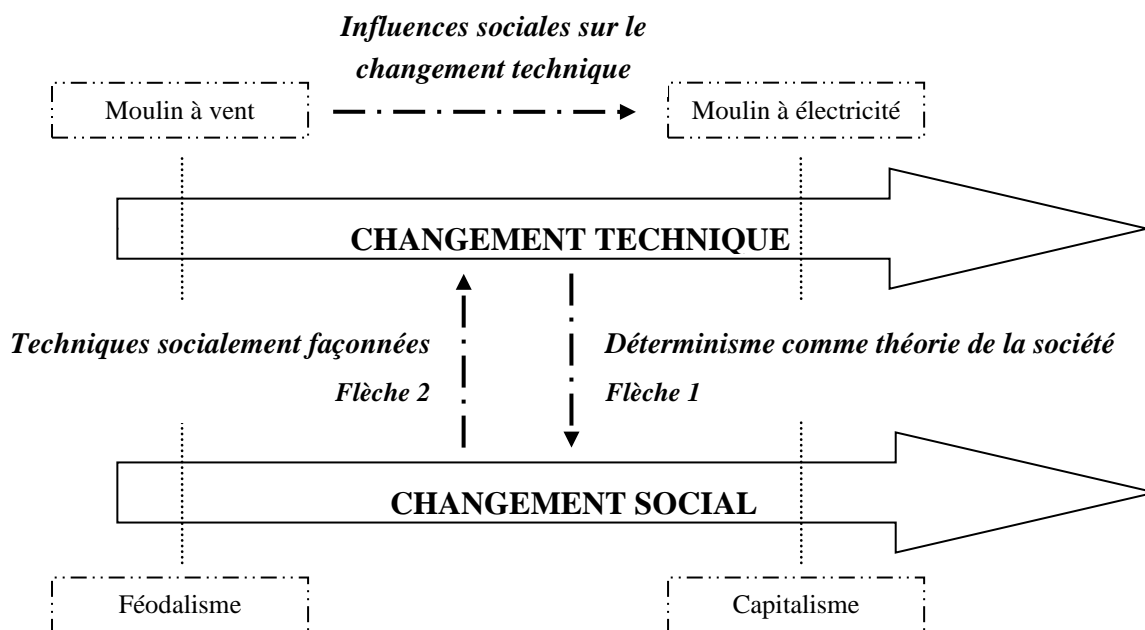 Influences sociales sur le
changement technique
Moulin à vent
Moulin à électricité
CHANGEMENT TECHNIQUE
Techniques socialement façonnées
Flèche 2
Déterminisme comme théorie de la société
Flèche 1
CHANGEMENT SOCIAL
Féodalisme
Capitalisme